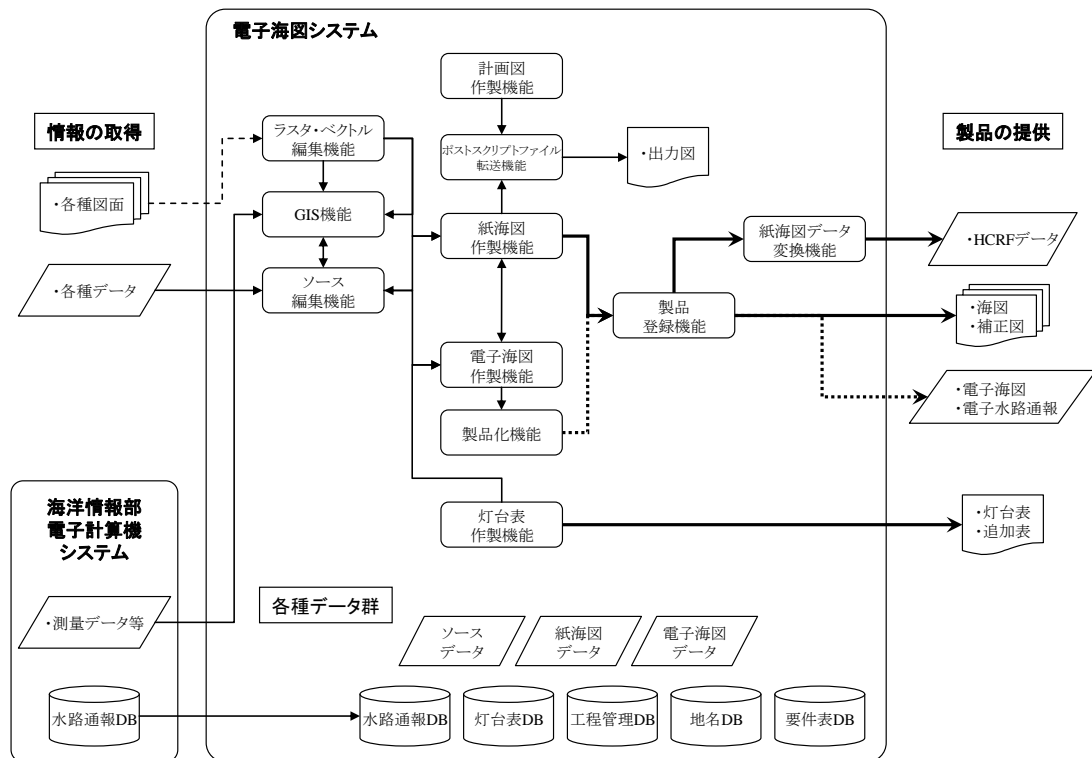 電子海図システム
計画図
作製機能
情報の取得
ラスタ・ベクトル
編集機能
ポストスクリプトファイル
転送機能
・出力図
製品の提供
・各種図面
GIS機能
紙海図
作製機能
紙海図データ
変換機能
・HCRFデータ
・各種データ
ソース
編集機能
製品
登録機能
・海図
・補正図
電子海図
作製機能
・電子海図
・電子水路通報
製品化機能
海洋情報部
電子計算機
システム
灯台表
作製機能
・灯台表
・追加表
各種データ群
・測量データ等
ソース
データ
紙海図
データ
電子海図
データ
水路通報DB
水路通報DB
灯台表DB
工程管理DB
地名DB
要件表DB